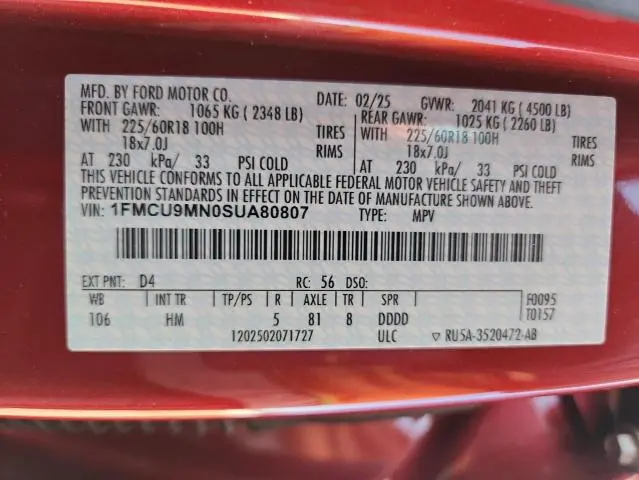 MFD. BY FORD MOTOR CO. DATE: 02/25 GVWR: 2041 KG ( 4500 LB)
FRONT GAWR: 1065 KG ( 2348 LB) REAR GAWR: 1025 KG ( 2260 LB)
WITH 225/60R18 100H TIRES WITH 225/60R18 100H TIRES
18x7.0J RIMS 18x7.0J RIMS
AT 230 kPa/ 33 PSI COLD AT 230 kPa/ 33 PSI COLD
THIS VEHICLE CONFORMS TO ALL APPLICABLE FEDERAL MOTOR VEHICLE SAFETY AND THEFT
PREVENTION STANDARDS IN EFFECT ON THE DATE OF MANUFACTURE SHOWN ABOVE.
VIN: 1FMCU9MN0SUA80807 TYPE: MPV
EXT PNT: D4 RC: 56 DSO:
WB INT TR TP/PS R AXLE TR SPR F0095
106 HM 5 81 8 DDDD T0157
1202502071727 ULC ▽ RU5A-3520472-AB